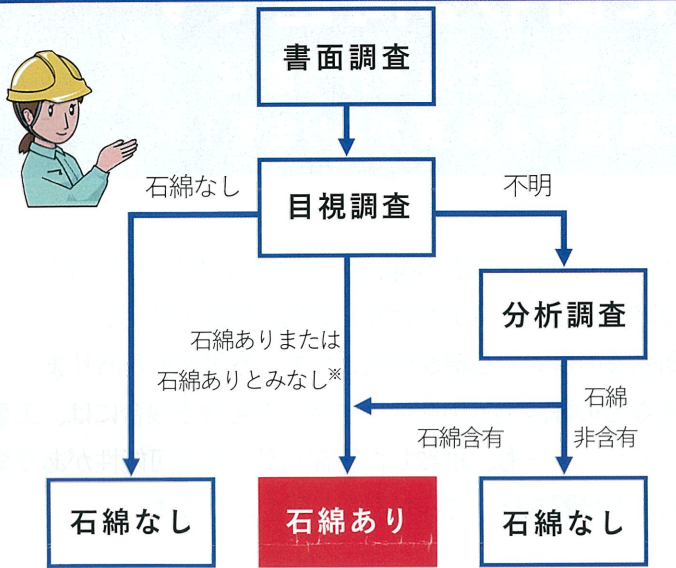 書面調査
石綿なし
目視調査
不明
分析調査
石綿ありまたは
石綿ありとみなし※
石綿
石綿含有
非含有
石綿なし
石綿あり
石綿なし